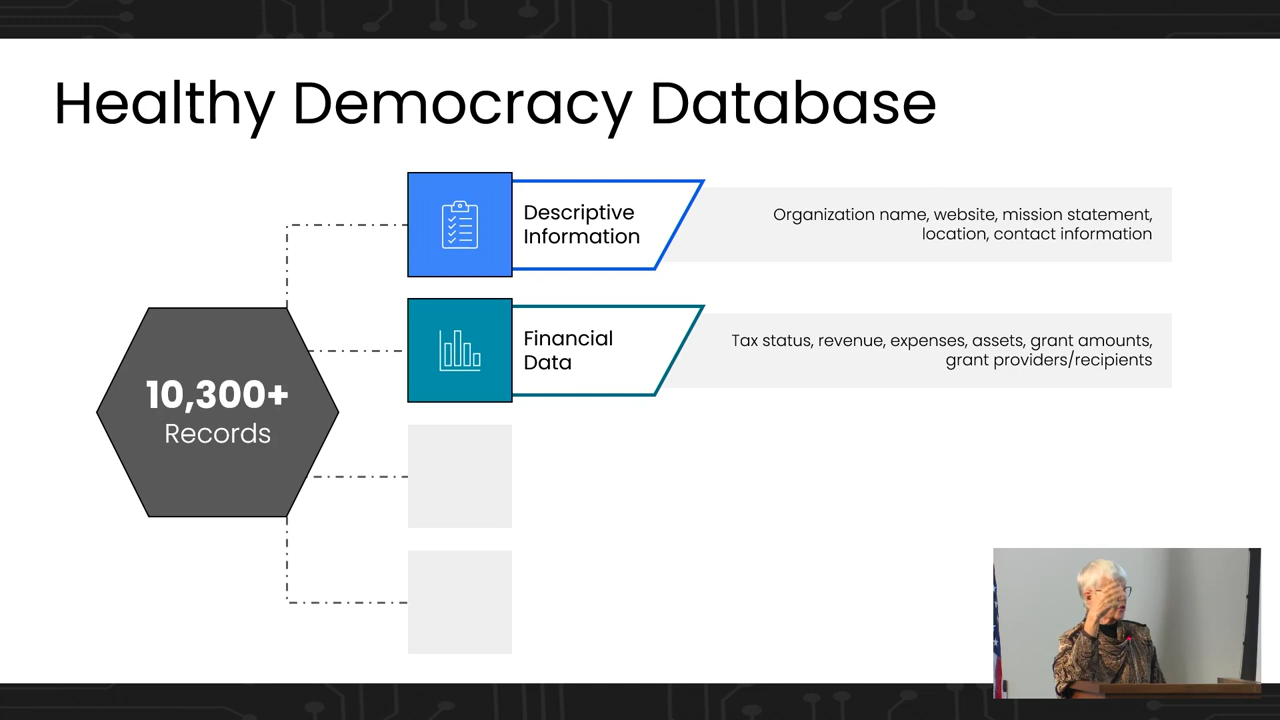 Healthy Democracy Database
Descriptive
Information
Organization name, website, mission statement,
location, contact information
Financial
Data
Tax status, revenue, expenses, assets, grant amounts,
grant providers/recipients
10,300+
Records